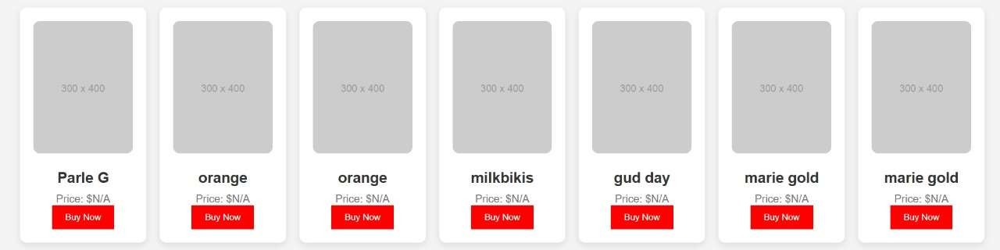 300 x 400
300 x 400
300 x 400
300 x 400
300 x 400
300 x 400
300 x 400
Parle G
orange
orange
milkbikis
gud day
marie gold
marie gold
Price: $N/A
Price: $N/A
Price: $N/A
Price: $N/A
Price: $N/A
Price: $N/A
Price: $N/A
Buy Now
Buy Now
Buy Now
Buy Now
Buy Now
Buy Now
Buy Now